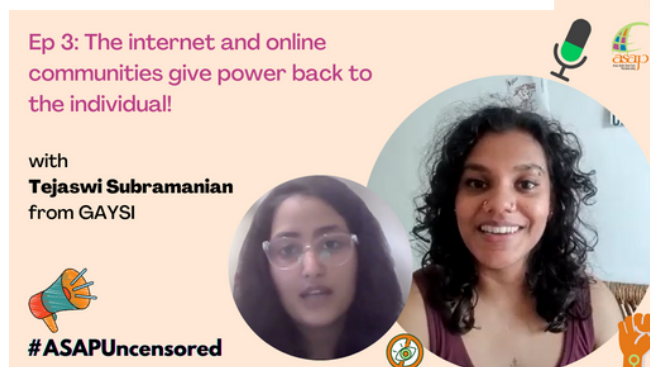 Ep 3: The internet and online
communities give power back to
the individual!
with
Tejaswi Subramanian
from GAYSI
#ASAPUncensored
asap